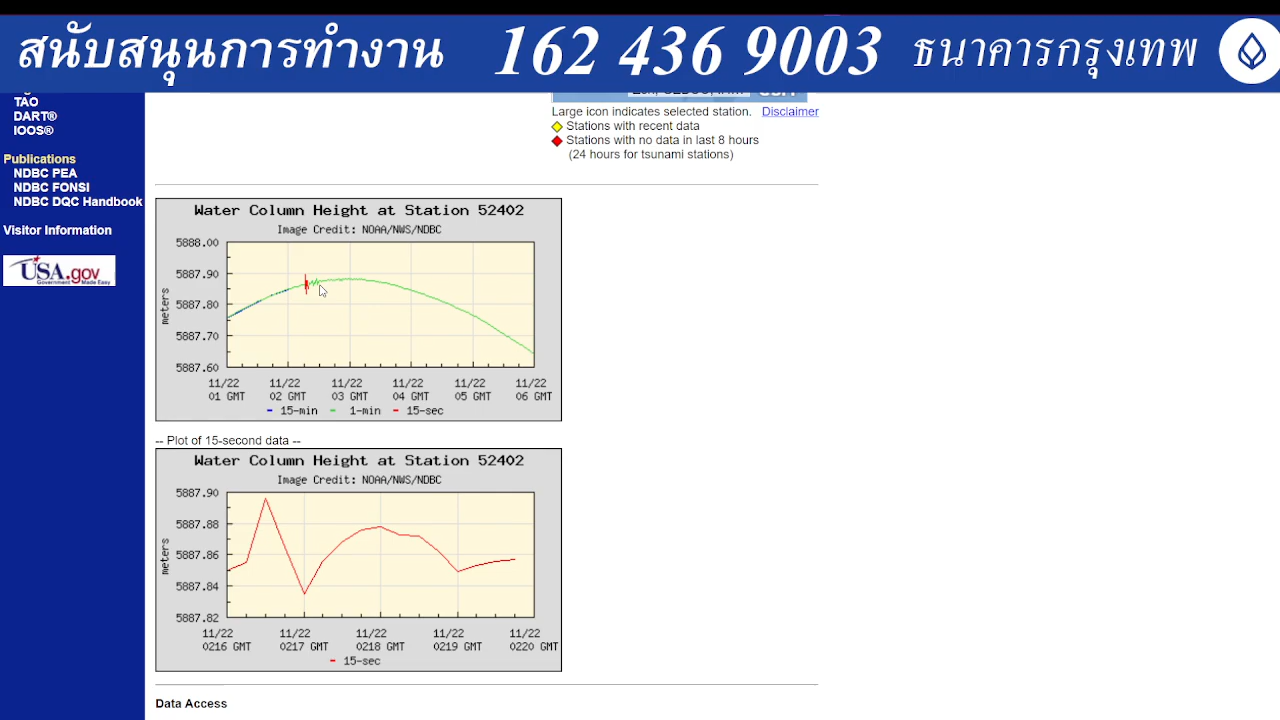 สนับสนุนการทำงาน 162 436 9003 ธนาคารกรุงเทพ
TAO
DART®
IOOS®
Publications
NDBC PEA
NDBC FONSI
NDBC DQC Handbook
Visitor Information
USA.gov
Government Made Easy
Large icon indicates selected station. Disclaimer
Stations with recent data
Stations with no data in last 8 hours
(24 hours for tsunami stations)
Water Column Height at Station 52402
Image Credit: NOAA/NWS/NDBC
5888.00
5887.90
5887.80
5887.70
5887.60
meters
11/22 11/22 11/22 11/22 11/22 11/22
01 GMT 02 GMT 03 GMT 04 GMT 05 GMT 06 GMT
15-min 1-min 15-sec
-- Plot of 15-second data --
Water Column Height at Station 52402
Image Credit: NOAA/NWS/NDBC
5887.90
5887.88
5887.86
5887.84
5887.82
meters
11/22 11/22 11/22 11/22 11/22
0216 GMT 0217 GMT 0218 GMT 0219 GMT 0220 GMT
15-sec
Data Access